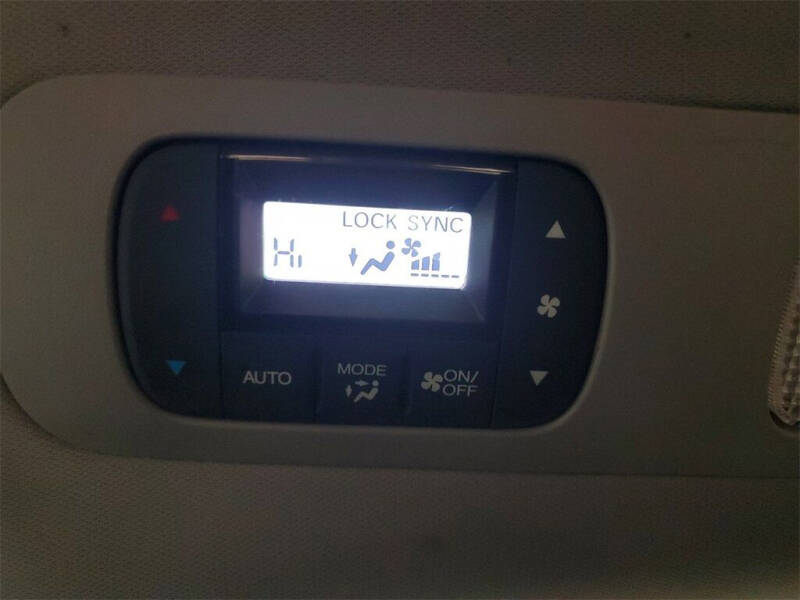 LOCK SYNC
Hi
AUTO
MODE
ON/
OFF